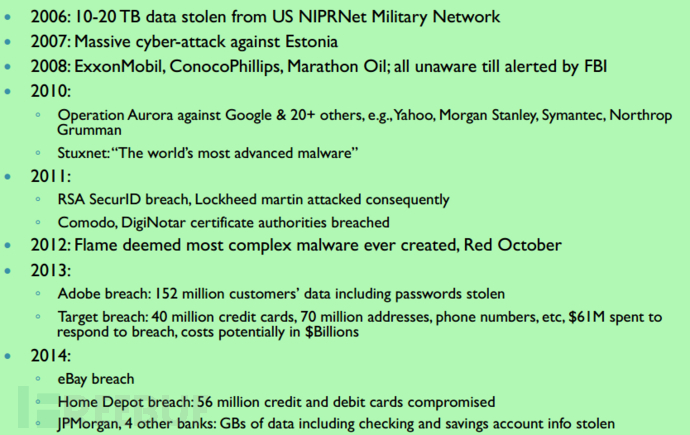 2006: 10-20 TB data stolen from US NIPRNet Military Network
2007: Massive cyber-attack against Estonia
2008: ExxonMobil, ConocoPhillips, Marathon Oil; all unaware till alerted by FBI
2010:
Operation Aurora against Google & 20+ others, e.g., Yahoo, Morgan Stanley, Symantec, Northrop
Grumman
Stuxnet: “The world’s most advanced malware”
2011:
RSA SecurID breach, Lockheed martin attacked consequently
Comodo, DigiNotar certificate authorities breached
2012: Flame deemed most complex malware ever created, Red October
2013:
Adobe breach: 152 million customers’ data including passwords stolen
Target breach: 40 million credit cards, 70 million addresses, phone numbers, etc, $61M spent to
respond to breach, costs potentially in $Billions
2014:
eBay breach
Home Depot breach: 56 million credit and debit cards compromised
JPMorgan, 4 other banks: GBs of data including checking and savings account info stolen